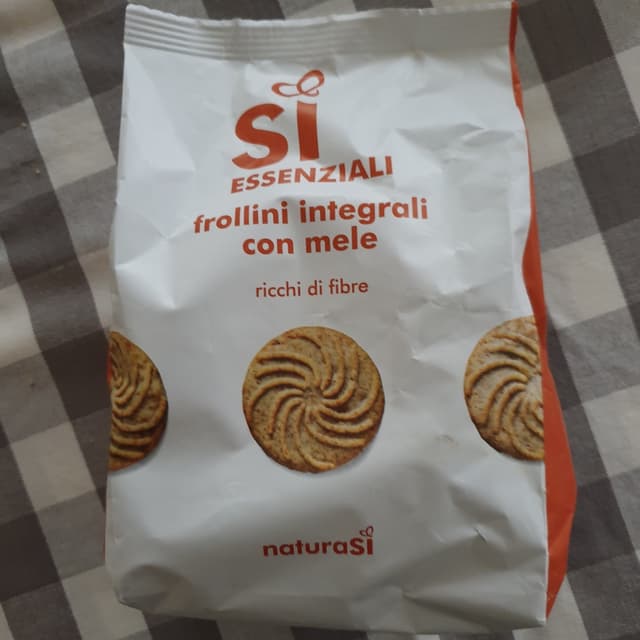 sì
ESSENZIALI
frollini integrali
con mele
ricchi di fibre
naturasì